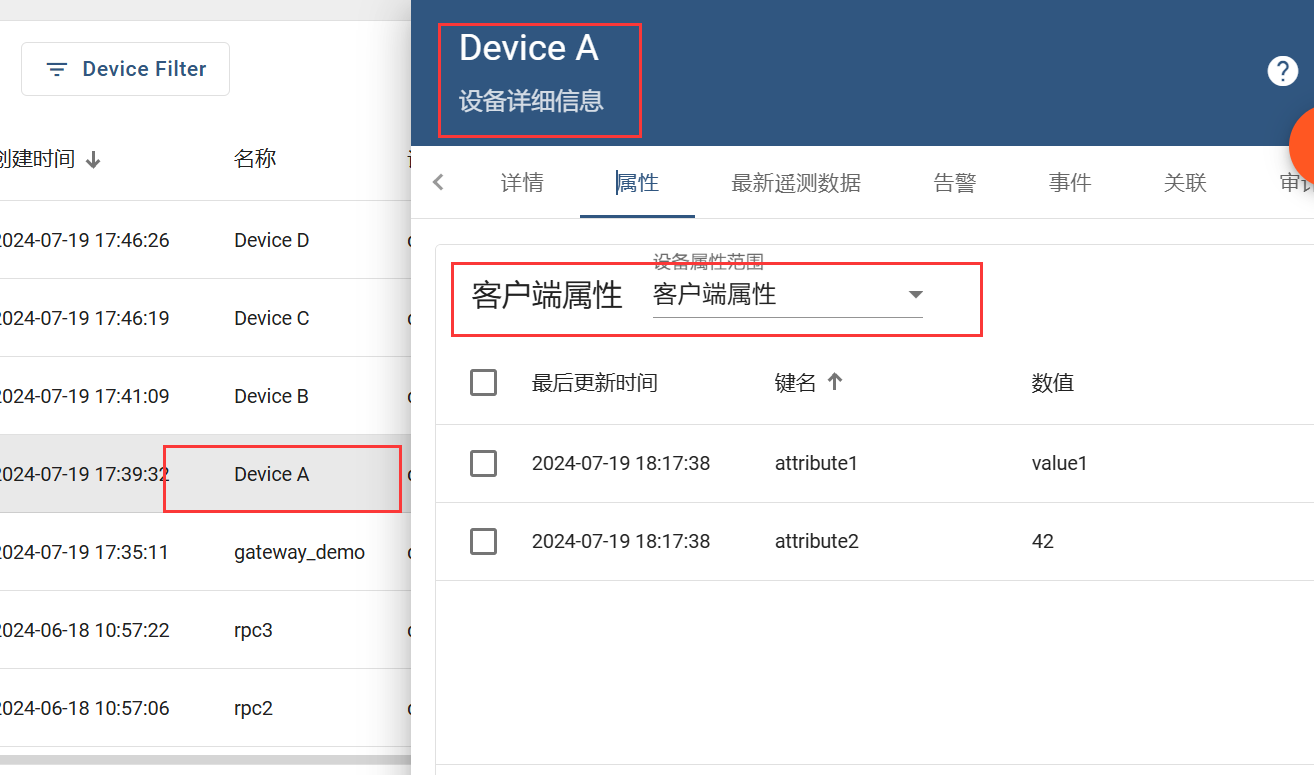 Device Filter
创建时间
名称
2024-07-19 17:46:26
Device D
2024-07-19 17:46:19
Device C
2024-07-19 17:41:09
Device B
2024-07-19 17:39:32
Device A
2024-07-19 17:35:11
gateway_demo
2024-06-18 10:57:22
rpc3
2024-06-18 10:57:06
rpc2
Device A
设备详细信息
?
详情
属性
最新遥测数据
告警
事件
关联
审计
客户端属性
设备属性范围
客户端属性
最后更新时间
键名
数值
2024-07-19 18:17:38
attribute1
value1
2024-07-19 18:17:38
attribute2
42